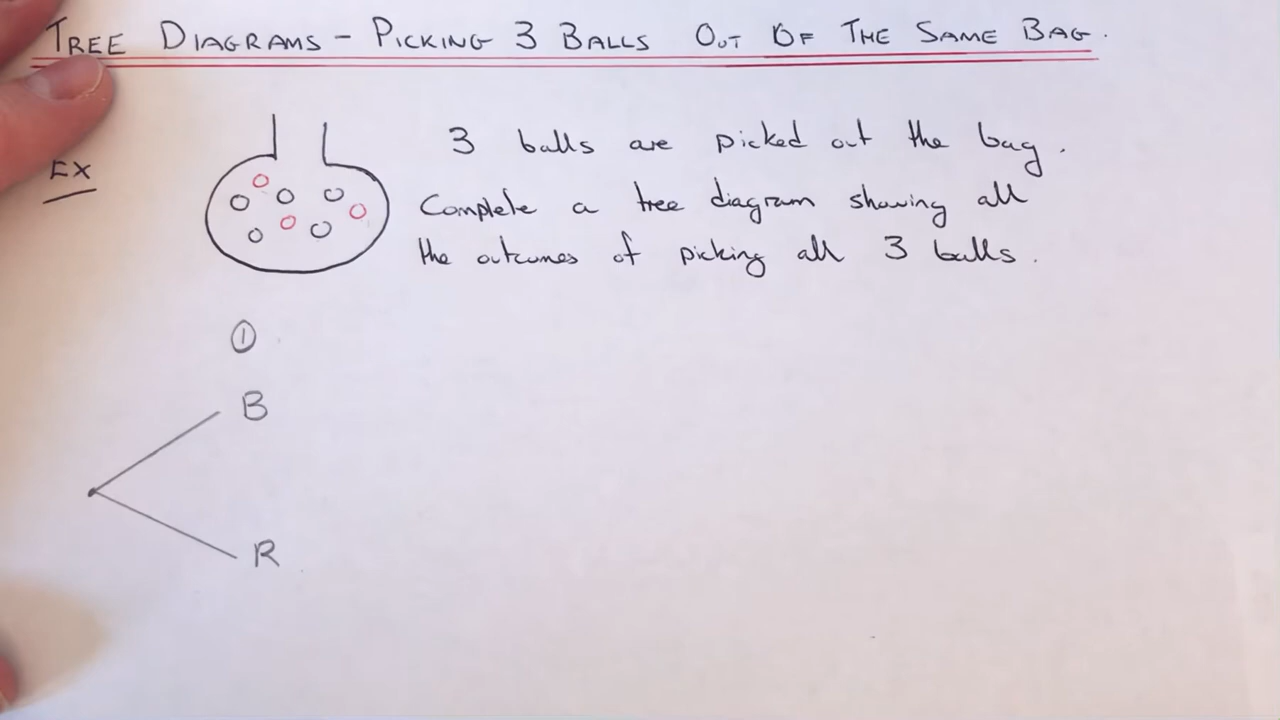 TREE DIAGRAMS - PICKING 3 BALLS OUT OF THE SAME BAG.
EX
3 balls are picked out the bag.
Complete a tree diagram showing all
the outcomes of picking all 3 balls.
①
B
R